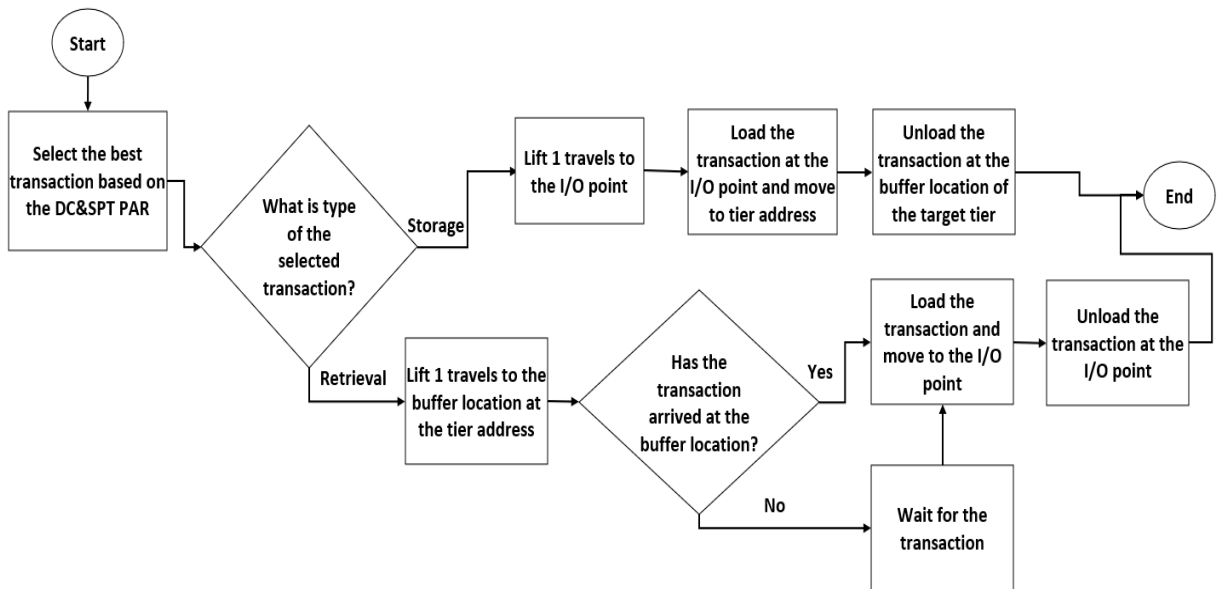 Start
Select the best
transaction based on
the DC&SPT PAR
What is type
of the
selected
transaction?
Storage
Lift 1 travels to
the I/O point
Load the
transaction at the
I/O point and move
to tier address
Unload the
transaction at the
buffer location of
the target tier
End
Retrieval
Lift 1 travels to the
buffer location at
the tier address
Has the
transaction
arrived at the
buffer location?
Yes
Load the
transaction and
move to the I/O
point
Unload the
transaction at the
I/O point
No
Wait for the
transaction